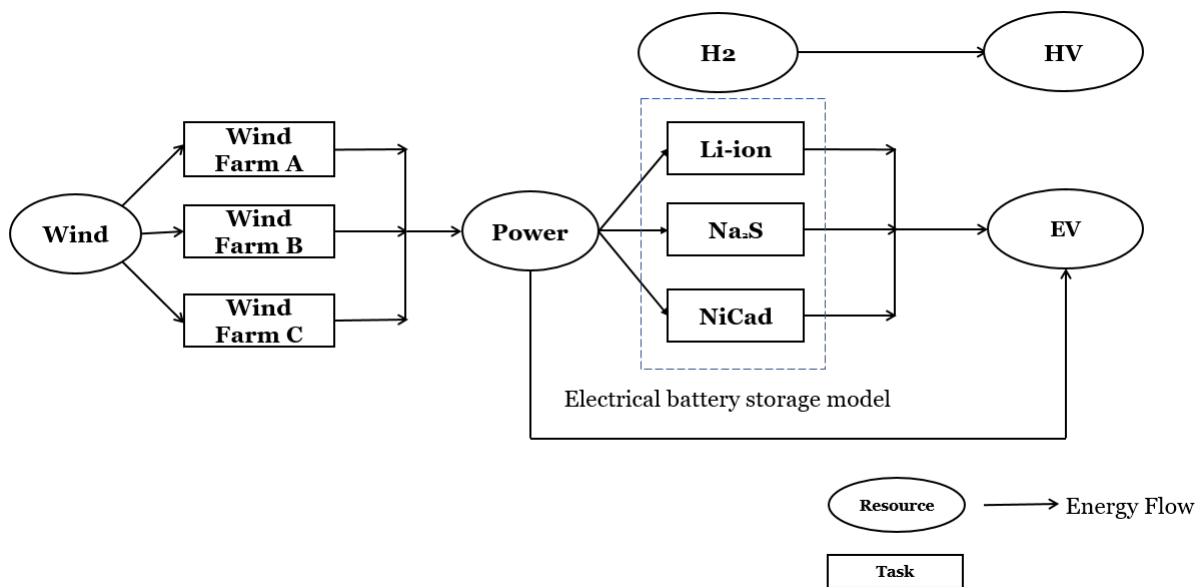 H2
HV
Wind
Farm A
Li-ion
Wind
Wind
Farm B
Power
Na₂S
EV
Wind
Farm C
NiCad
Electrical battery storage model
Resource
Energy Flow
Task